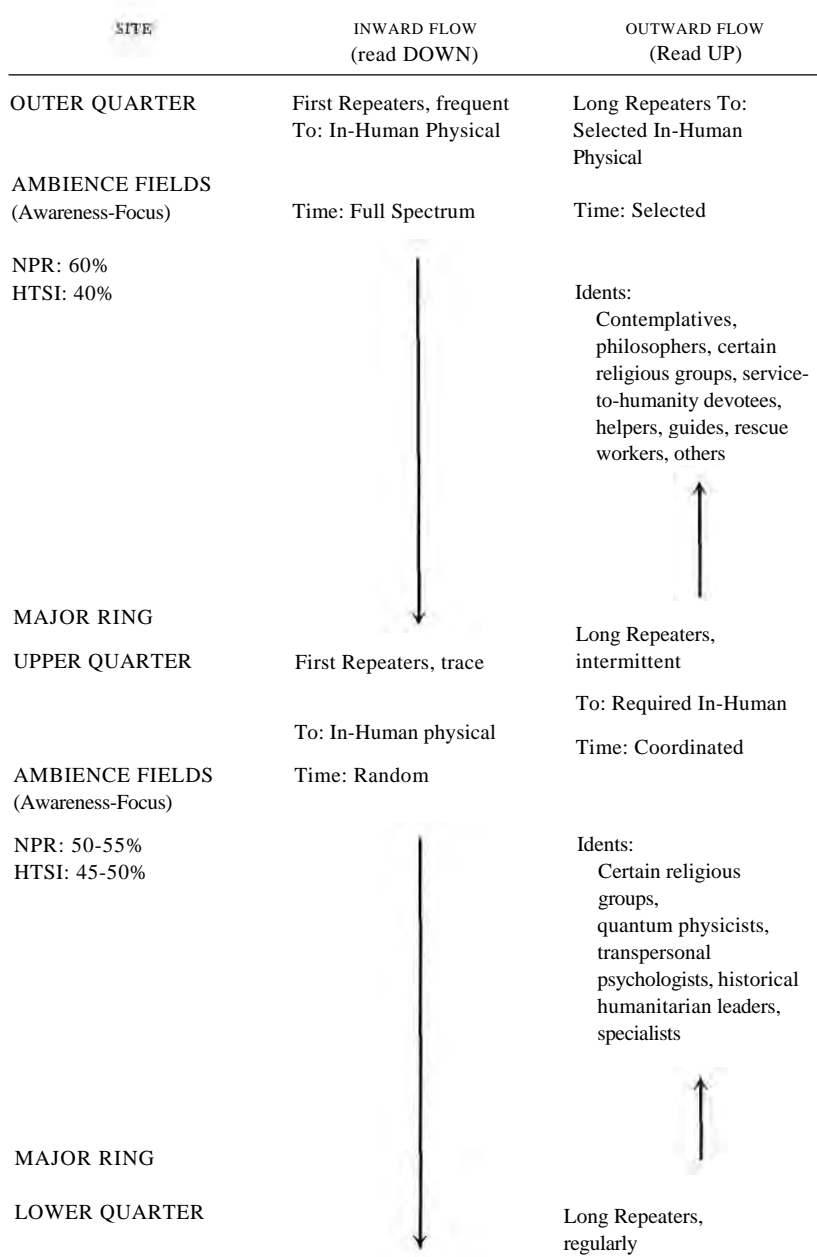 SITE
INWARD FLOW
(read DOWN)
OUTWARD FLOW
(Read UP)
OUTER QUARTER
First Repeaters, frequent
To: In-Human Physical
Long Repeaters To:
Selected In-Human
Physical
AMBIENCE FIELDS
(Awareness-Focus)
Time: Full Spectrum
Time: Selected
NPR: 60%
HTSI: 40%
Idents:
Contemplatives,
philosophers, certain
religious groups, service-
to-humanity devotees,
helpers, guides, rescue
workers, others
MAJOR RING
UPPER QUARTER
First Repeaters, trace
Long Repeaters,
intermittent
To: In-Human physical
To: Required In-Human
AMBIENCE FIELDS
(Awareness-Focus)
Time: Random
Time: Coordinated
NPR: 50-55%
HTSI: 45-50%
Idents:
Certain religious
groups,
quantum physicists,
transpersonal
psychologists, historical
humanitarian leaders,
specialists
MAJOR RING
LOWER QUARTER
Long Repeaters,
regularly